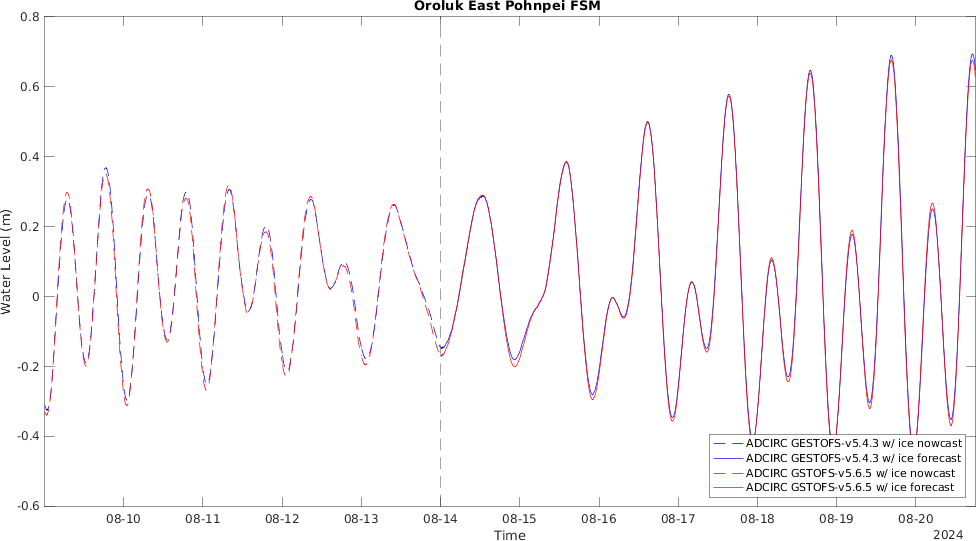 Oroluk East Pohnpei FSM
0.8
0.6
0.4
0.2
0
-0.2
-0.4
-0.6
Water Level (m)
ADCIRC GESTOFS-v5.4.3 w/ ice nowcast
ADCIRC GESTOFS-v5.4.3 w/ ice forecast
ADCIRC GSTOFS-v5.6.5 w/ ice nowcast
ADCIRC GSTOFS-v5.6.5 w/ ice forecast
08-10 08-11 08-12 08-13 08-14 08-15 08-16 08-17 08-18 08-19 08-20
Time
2024